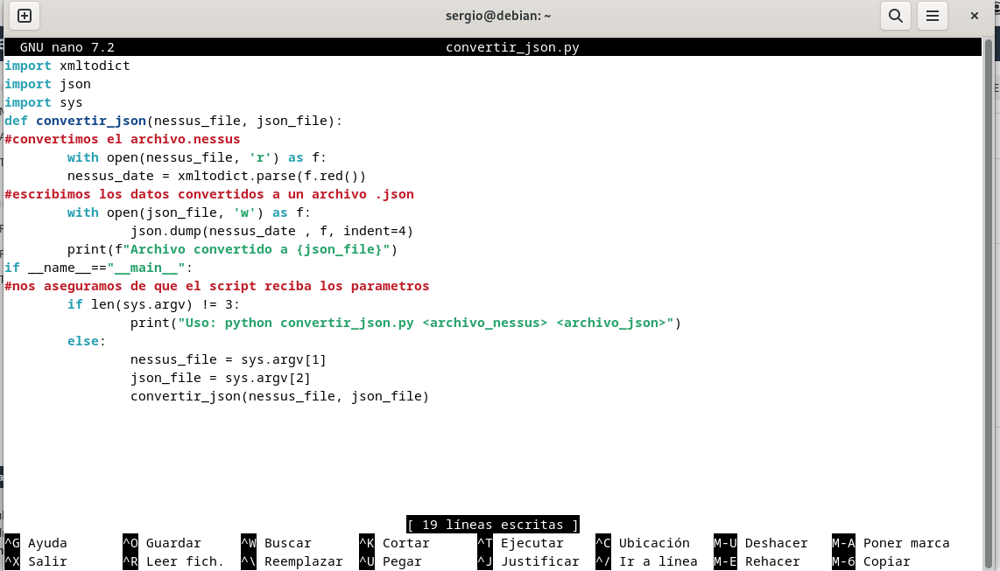 sergio@debian: ~
GNU nano 7.2 convertir_json.py
import xmltodict
import json
import sys
def convertir_json(nessus_file, json_file):
#convertimos el archivo.nessus
        with open(nessus_file, 'r') as f:
        nessus_date = xmltodict.parse(f.red())
#escribimos los datos convertidos a un archivo .json
        with open(json_file, 'w') as f:
                json.dump(nessus_date , f, indent=4)
        print(f"Archivo convertido a {json_file}")
if __name__=="__main__":
#nos aseguramos de que el script reciba los parametros
        if len(sys.argv) != 3:
                print("Uso: python convertir_json.py <archivo_nessus> <archivo_json>")
        else:
                nessus_file = sys.argv[1]
                json_file = sys.argv[2]
                convertir_json(nessus_file, json_file)
[ 19 líneas escritas ]
^G Ayuda ^O Guardar ^W Buscar ^K Cortar ^T Ejecutar ^C Ubicación M-U Deshacer M-A Poner marca
^X Salir ^R Leer fich. ^\ Reemplazar ^U Pegar ^J Justificar ^/ Ir a línea M-E Rehacer M-6 Copiar